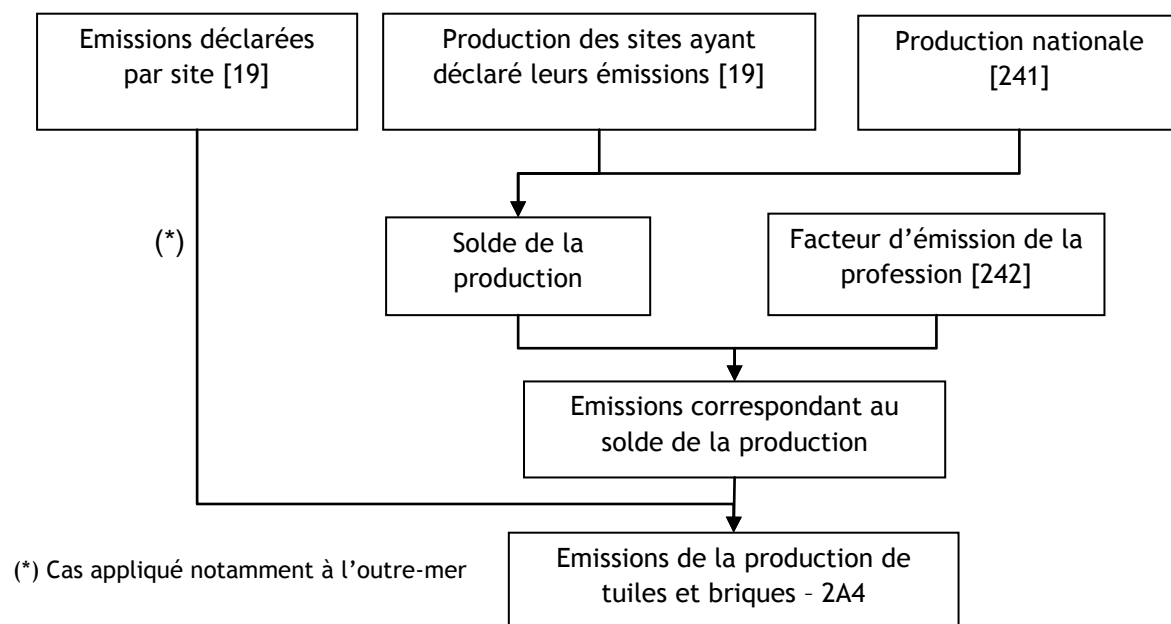 Emissions déclarées
par site [19]
Production des sites ayant
déclaré leurs émissions [19]
Production nationale
[241]
(*)
Solde de la
production
Facteur d’émission de la
profession [242]
Emissions correspondant au
solde de la production
(*) Cas appliqué notamment à l’outre-mer
Emissions de la production de
tuiles et briques – 2A4